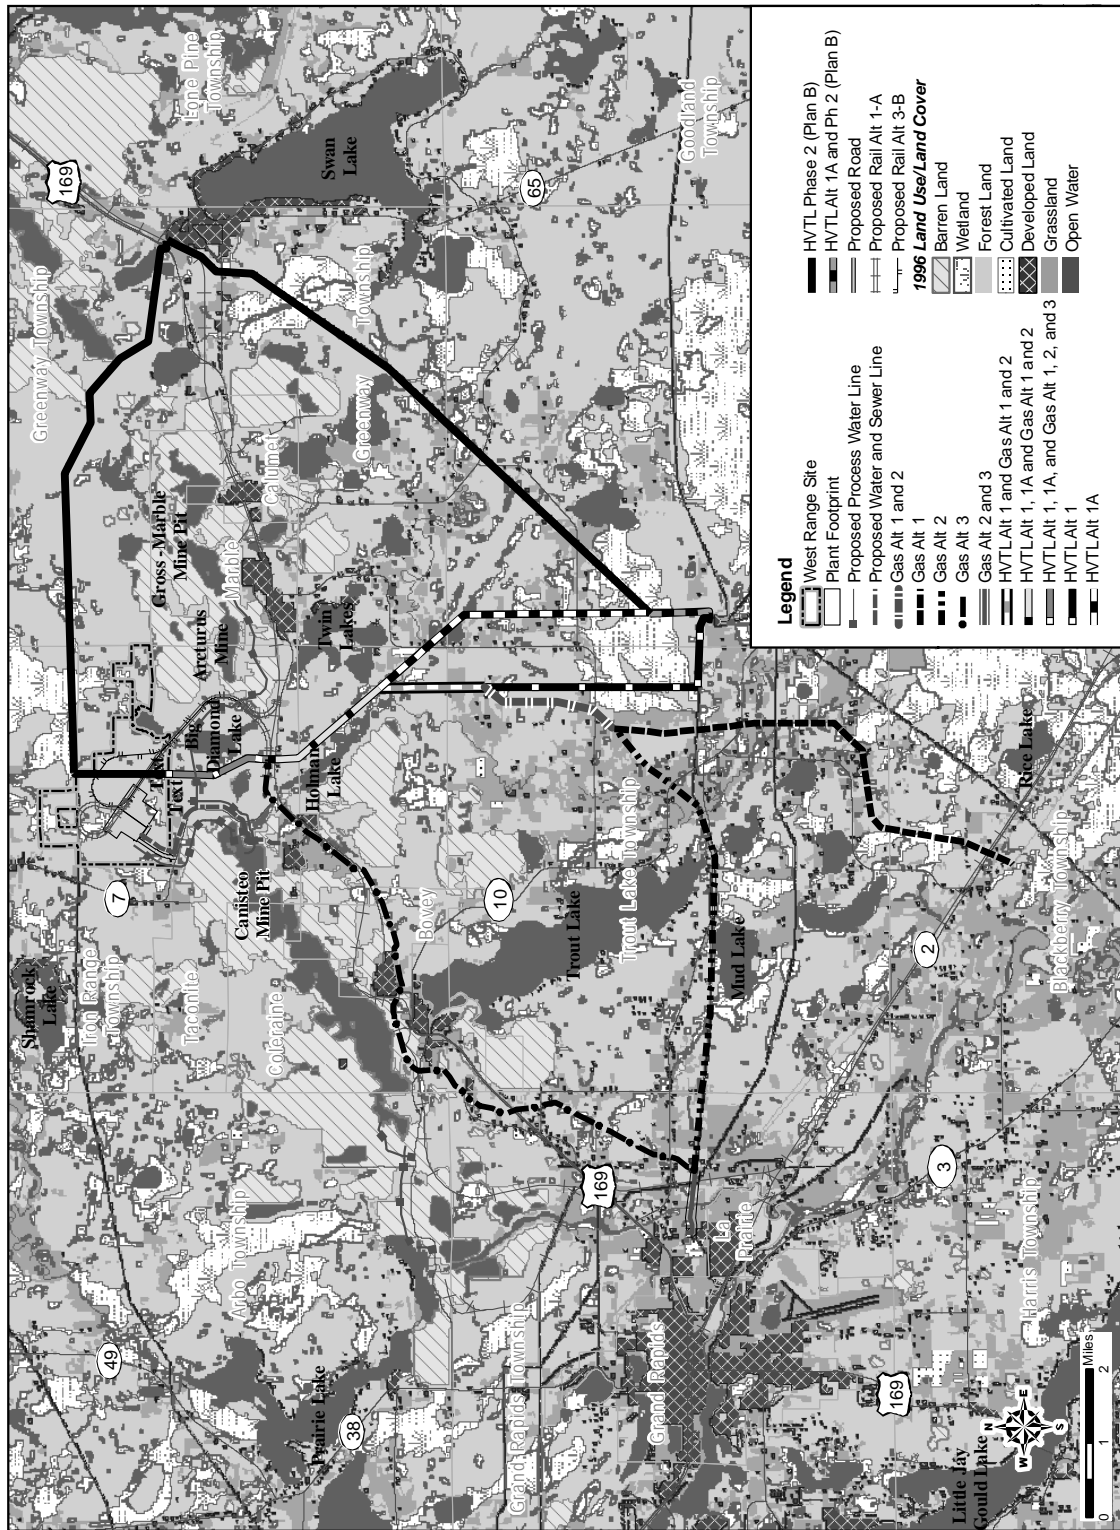 Lone Pine
Township
169
Greenway Township
Swan
Lake
65
Goodland
Township
Greenway
Township
Calumet
Gross-Marble
Mine Pit
Marble
Arcturus
Mine
Twin
Lakes
Big
Diamond
Lake
Text
Text
Holman
Lake
7
Canisteo
Mine Pit
Shamrock
Lake
Iron Range
Township
Taconite
Coleraine
Bovey
10
Trout Lake
Trout Lake Township
Mud Lake
Rice Lake
Blackberry Township
2
3
Harris Township
Arbo Township
49
Prairie Lake
38
Grand Rapids Township
169
La
Prairie
Grand Rapids
169
Little Jay
Gould Lake
N
W
E
S
0
1
2
Miles
Legend
West Range Site
Plant Footprint
Proposed Process Water Line
Proposed Water and Sewer Line
Gas Alt 1 and 2
Gas Alt 1
Gas Alt 2
Gas Alt 3
Gas Alt 2 and 3
HVTL Alt 1 and Gas Alt 1 and 2
HVTL Alt 1, 1A and Gas Alt 1 and 2
HVTL Alt 1, 1A, and Gas Alt 1, 2, and 3
HVTL Alt 1
HVTL Alt 1A
HVTL Phase 2 (Plan B)
HVTL Alt 1A and Ph 2 (Plan B)
Proposed Road
Proposed Rail Alt 1-A
Proposed Rail Alt 3-B
1996 Land Use/Land Cover
Barren Land
Wetland
Forest Land
Cultivated Land
Developed Land
Grassland
Open Water